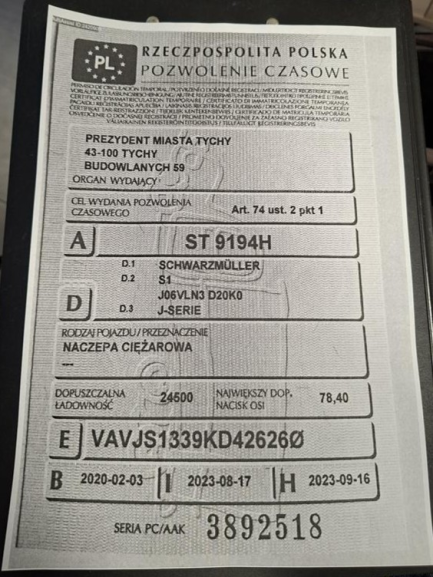 PL
RZECZPOSPOLITA POLSKA
POZWOLENIE CZASOWE
PREZYDENT MIASTA TYCHY
43-100 TYCHY
BUDOWLANYCH 59
ORGAN WYDAJĄCY
CEL WYDANIA POZWOLENIA
CZASOWEGO
Art. 74 ust. 2 pkt 1
A ST 9194H
D.1 SCHWARZMÜLLER
D.2 S1
J06VLN3 D20K0
D
D.3 J-SERIE
RODZAJ POJAZDU / PRZEZNACZENIE
NACZEPA CIĘŻAROWA
---
DOPUSZCZALNA
ŁADOWNOŚĆ
24500
NAJWIĘKSZY DOP.
NACISK OSI
78,40
E VAVJS1339KD42626Ø
B 2020-02-03 I 2023-08-17 H 2023-09-16
SERIA PC/AAK 3892518